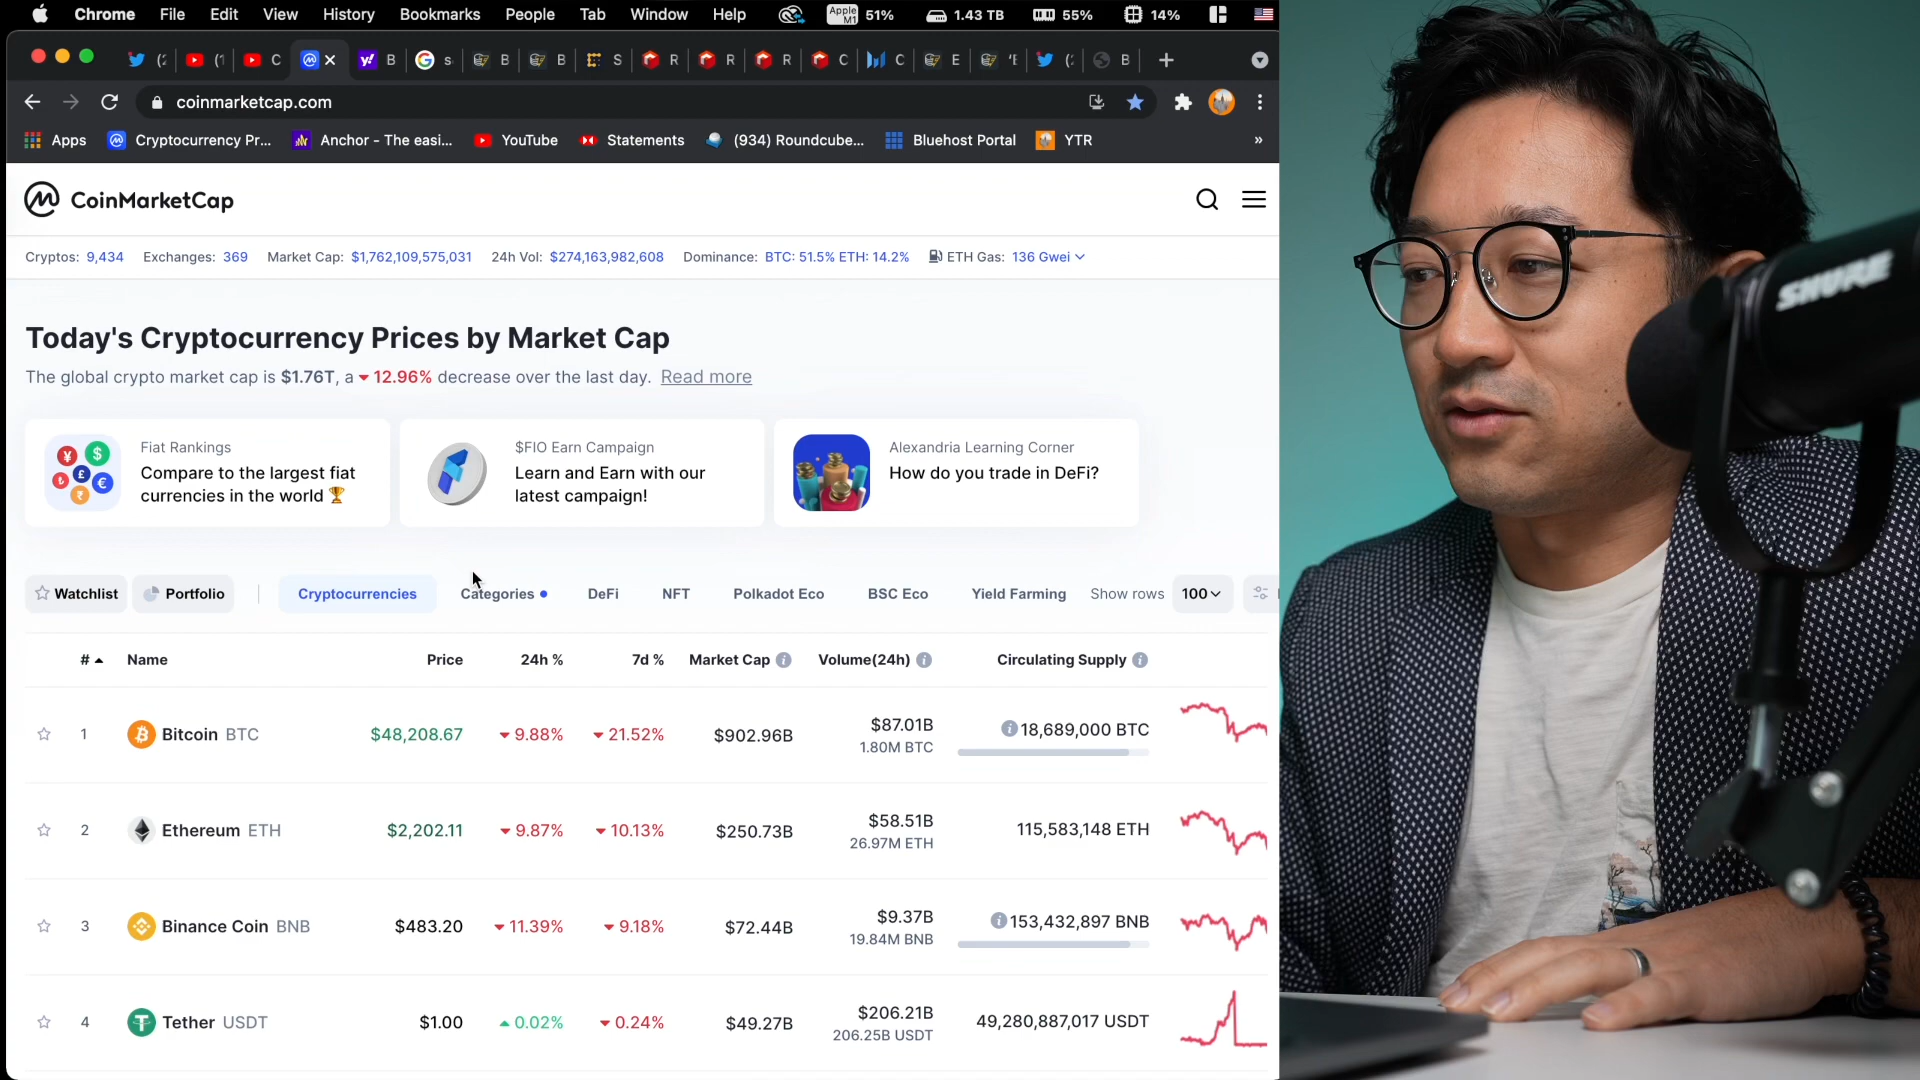 Chrome File Edit View History Bookmarks People Tab Window Help Apple M1 51% 1.43 TB 55% 14%
B s B B S R R R C C E B
coinmarketcap.com
Apps Cryptocurrency Pr... Anchor - The easi... YouTube Statements (934) Roundcube... Bluehost Portal YTR »
CoinMarketCap
Cryptos: 9,434 Exchanges: 369 Market Cap: $1,762,109,575,031 24h Vol: $274,163,982,608 Dominance: BTC: 51.5% ETH: 14.2% ETH Gas: 136 Gwei
Today's Cryptocurrency Prices by Market Cap
The global crypto market cap is $1.76T, a 12.96% decrease over the last day. Read more
Fiat Rankings
Compare to the largest fiat
currencies in the world
$FIO Earn Campaign
Learn and Earn with our
latest campaign!
Alexandria Learning Corner
How do you trade in DeFi?
Watchlist Portfolio Cryptocurrencies Categories DeFi NFT Polkadot Eco BSC Eco Yield Farming Show rows 100
# Name Price 24h % 7d % Market Cap Volume(24h) Circulating Supply
1 Bitcoin BTC $48,208.67 9.88% 21.52% $902.96B $87.01B 18,689,000 BTC
1.80M BTC
2 Ethereum ETH $2,202.11 9.87% 10.13% $250.73B $58.51B 115,583,148 ETH
26.97M ETH
3 Binance Coin BNB $483.20 11.39% 9.18% $72.44B $9.37B 153,432,897 BNB
19.84M BNB
4 Tether USDT $1.00 0.02% 0.24% $49.27B $206.21B 49,280,887,017 USDT
206.25B USDT
SHURE